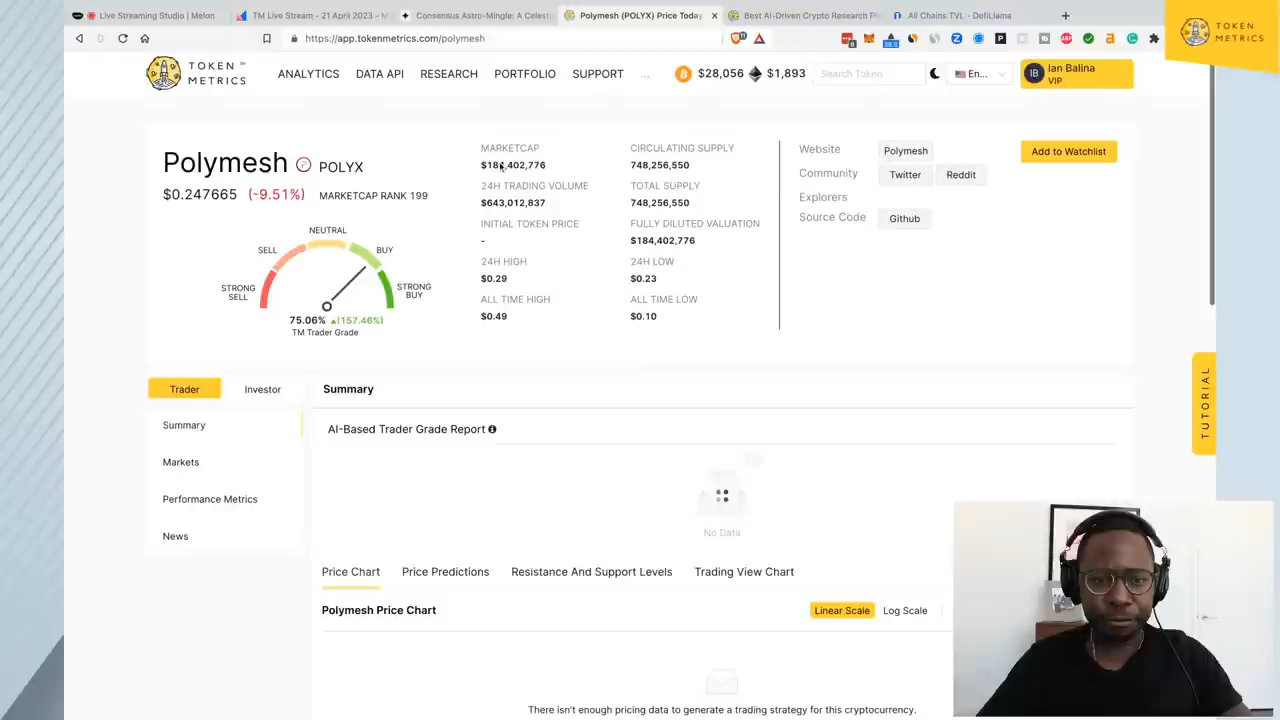 Live Streaming Studio | Melon
TM Live Stream - 21 April 2023 -
Consensus Astro-Mingle: A Celest
Polymesh (POLYX) Price Today
Best AI-Driven Crypto Research Pl
All Chains TVL - DefiLlama
https://app.tokenmetrics.com/polymesh
TOKEN METRICS
TOKEN ™ METRICS
ANALYTICS DATA API RESEARCH PORTFOLIO SUPPORT ... $28,056 $1,893 Search Token En... IB Ian Balina VIP
Polymesh POLYX
$0.247665 (-9.51%) MARKETCAP RANK 199
NEUTRAL
SELL BUY
STRONG SELL STRONG BUY
75.06% ▲(157.46%)
TM Trader Grade
MARKETCAP
$184,402,776
24H TRADING VOLUME
$643,012,837
INITIAL TOKEN PRICE
-
24H HIGH
$0.29
ALL TIME HIGH
$0.49
CIRCULATING SUPPLY
748,256,550
TOTAL SUPPLY
748,256,550
FULLY DILUTED VALUATION
$184,402,776
24H LOW
$0.23
ALL TIME LOW
$0.10
Website Polymesh
Community Twitter Reddit
Explorers
Source Code Github
Add to Watchlist
Trader Investor
Summary
Markets
Performance Metrics
News
Summary
AI-Based Trader Grade Report
No Data
Price Chart Price Predictions Resistance And Support Levels Trading View Chart
Polymesh Price Chart Linear Scale Log Scale
There isn't enough pricing data to generate a trading strategy for this cryptocurrency.
TUTORIAL